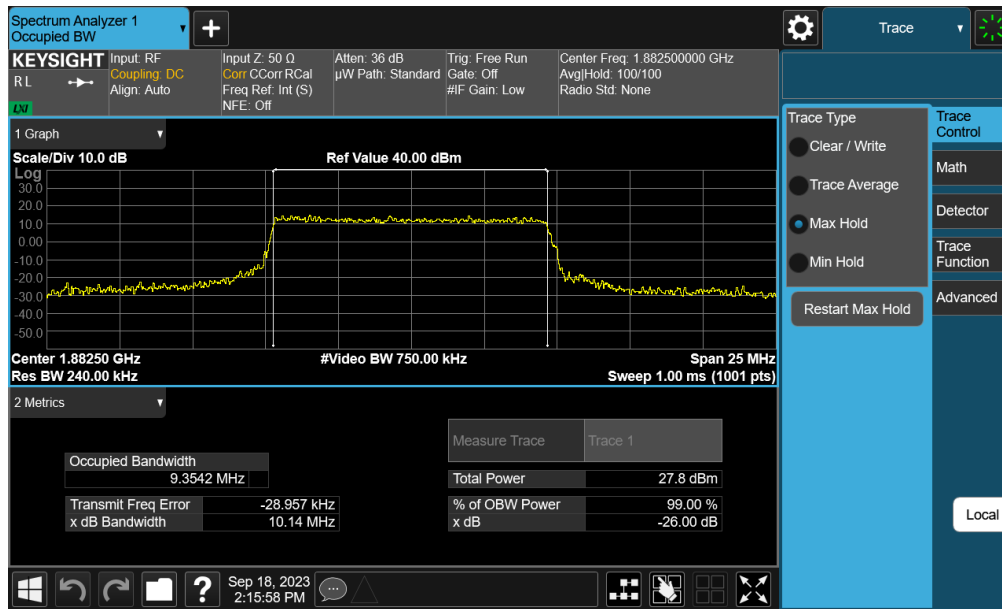 Spectrum Analyzer 1
Occupied BW
Trace
KEYSIGHT
R L
LXI
Input: RF
Coupling: DC
Align: Auto
Input Z: 50 Ω
Corr CCorr RCal
Freq Ref: Int (S)
NFE: Off
Atten: 36 dB
µW Path: Standard
Trig: Free Run
Gate: Off
#IF Gain: Low
Center Freq: 1.882500000 GHz
Avg|Hold: 100/100
Radio Std: None
1 Graph
Scale/Div 10.0 dB
Ref Value 40.00 dBm
Log
30.0
20.0
10.0
0.00
-10.0
-20.0
-30.0
-40.0
-50.0
Center 1.88250 GHz
#Video BW 750.00 kHz
Span 25 MHz
Res BW 240.00 kHz
Sweep 1.00 ms (1001 pts)
2 Metrics
Measure Trace
Trace 1
Occupied Bandwidth
9.3542 MHz
Total Power
27.8 dBm
Transmit Freq Error
-28.957 kHz
% of OBW Power
99.00 %
x dB Bandwidth
10.14 MHz
x dB
-26.00 dB
Trace Type
Clear / Write
Trace Average
Max Hold
Min Hold
Restart Max Hold
Trace
Control
Math
Detector
Trace
Function
Advanced
Local
?
Sep 18, 2023
2:15:58 PM